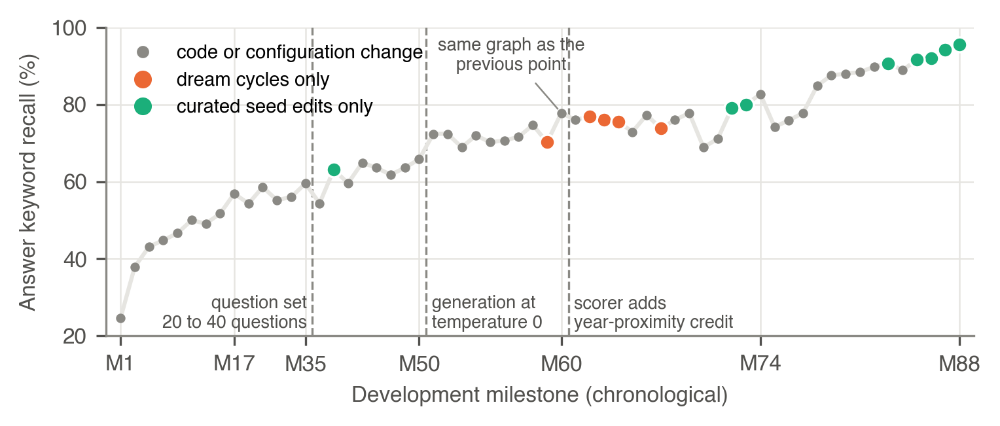 100
80
60
40
20
Answer keyword recall (%)
code or configuration change
dream cycles only
curated seed edits only
same graph as the
previous point
question set
20 to 40 questions
generation at
temperature 0
scorer adds
year-proximity credit
M1
M17
M35
M50
M60
M74
M88
Development milestone (chronological)